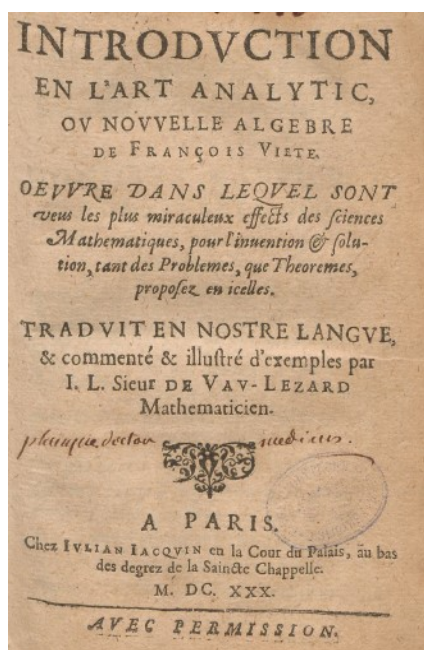 INTRODVCTION
EN L'ART ANALYTIC,
OV NOVVELLE ALGEBRE
DE FRANÇOIS VIETE.
OEVVRE DANS LEQVEL SONT
veus les plus miraculeux effects des ſciences
Mathematiques, pour l'inuention & ſolu-
tion, tant des Problemes, que Theoremes,
propoſez en icelles.
TRADVIT EN NOSTRE LANGVE,
& commenté & illuſtré d'exemples par
I. L. Sieur DE VAV-LEZARD
Mathematicien.
doctor medicus.
A PARIS.
Chez IVLIAN IACQVIN en la Cour du Palais, au bas
des degrez de la Saincte Chappelle.
M. DC. XXX.
AVEC PERMISSION.